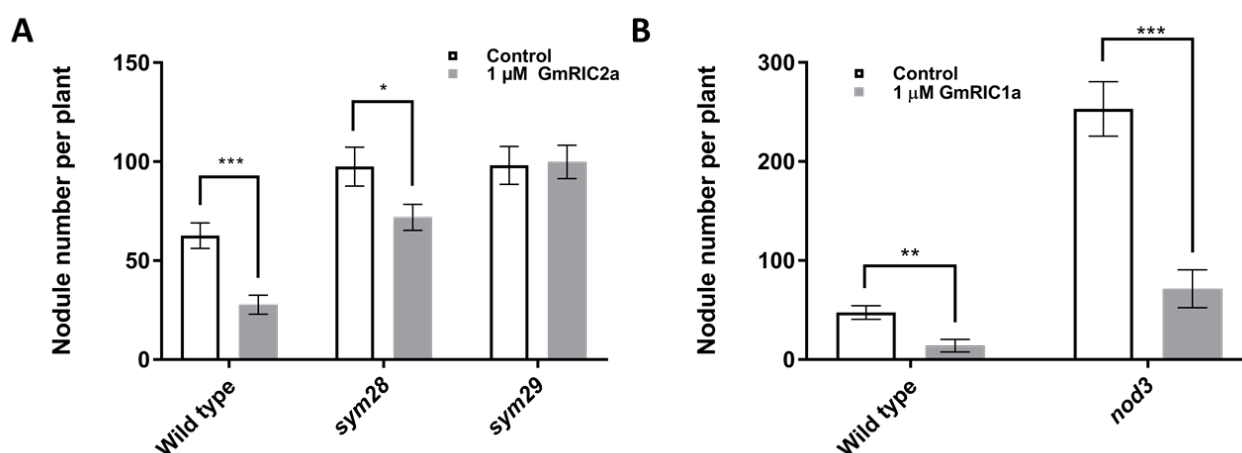 A
Control
1 µM GmRIC2a
Nodule number per plant
150
100
50
0
***
*
Wild type
sym28
sym29
B
Control
1 µM GmRIC1a
Nodule number per plant
300
200
100
0
**
***
Wild type
nod3